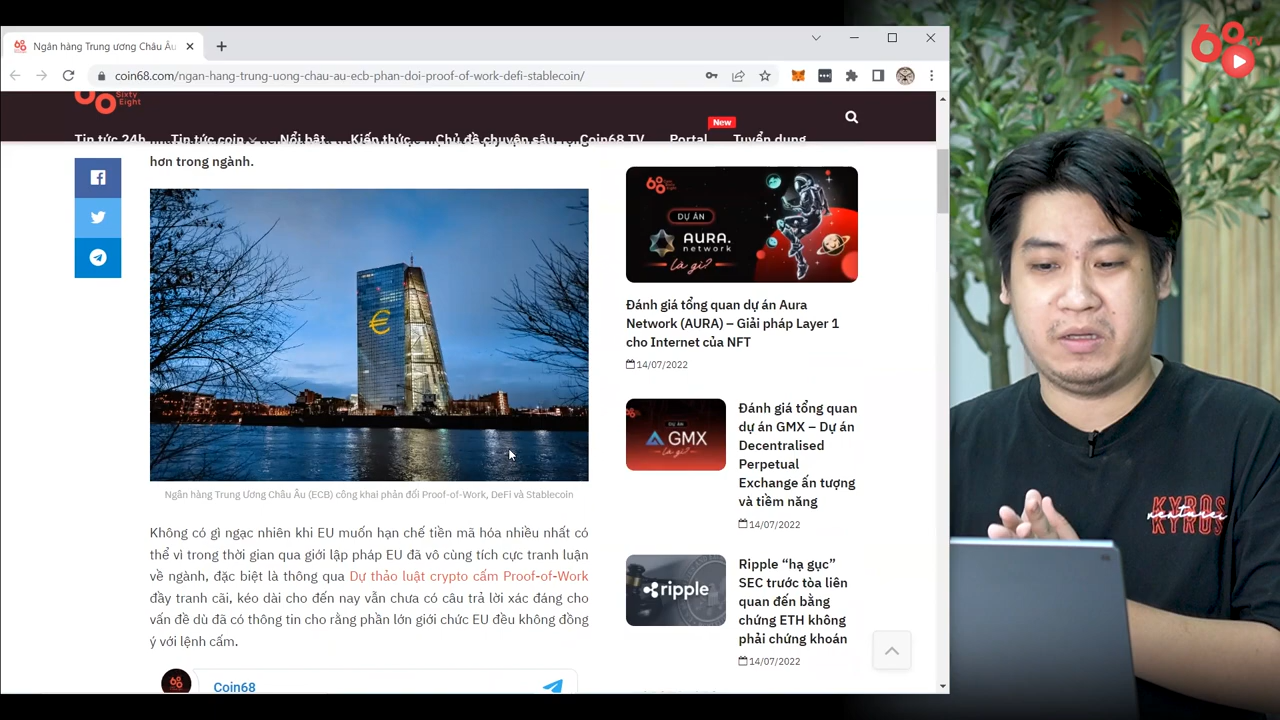 68 TV
Ngân hàng Trung ương Châu Âu
coin68.com/ngan-hang-trung-uong-chau-au-ecb-phan-doi-proof-of-work-defi-stablecoin/
Sixty
Eight
New
Tin tức 24h Tin tức coin Nổi bật Kiến thức Chủ đề chuyên sâu Coin68 TV Portal Tuyển dụng
hơn trong ngành.
€
Ngân hàng Trung Ương Châu Âu (ECB) công khai phản đối Proof-of-Work, DeFi và Stablecoin
Không có gì ngạc nhiên khi EU muốn hạn chế tiền mã hóa nhiều nhất có
thể vì trong thời gian qua giới lập pháp EU đã vô cùng tích cực tranh luận
về ngành, đặc biệt là thông qua Dự thảo luật crypto cấm Proof-of-Work
đầy tranh cãi, kéo dài cho đến nay vẫn chưa có câu trả lời xác đáng cho
vấn đề dù đã có thông tin cho rằng phần lớn giới chức EU đều không đồng
ý với lệnh cấm.
Coin68
DỰ ÁN
AURA.
network
là gì?
Đánh giá tổng quan dự án Aura
Network (AURA) – Giải pháp Layer 1
cho Internet của NFT
14/07/2022
DỰ ÁN
GMX
là gì?
Đánh giá tổng quan
dự án GMX – Dự án
Decentralised
Perpetual
Exchange ấn tượng
và tiềm năng
14/07/2022
ripple
Ripple “hạ gục”
SEC trước tòa liên
quan đến bằng
chứng ETH không
phải chứng khoán
14/07/2022
KYROS
ventures
KYROS